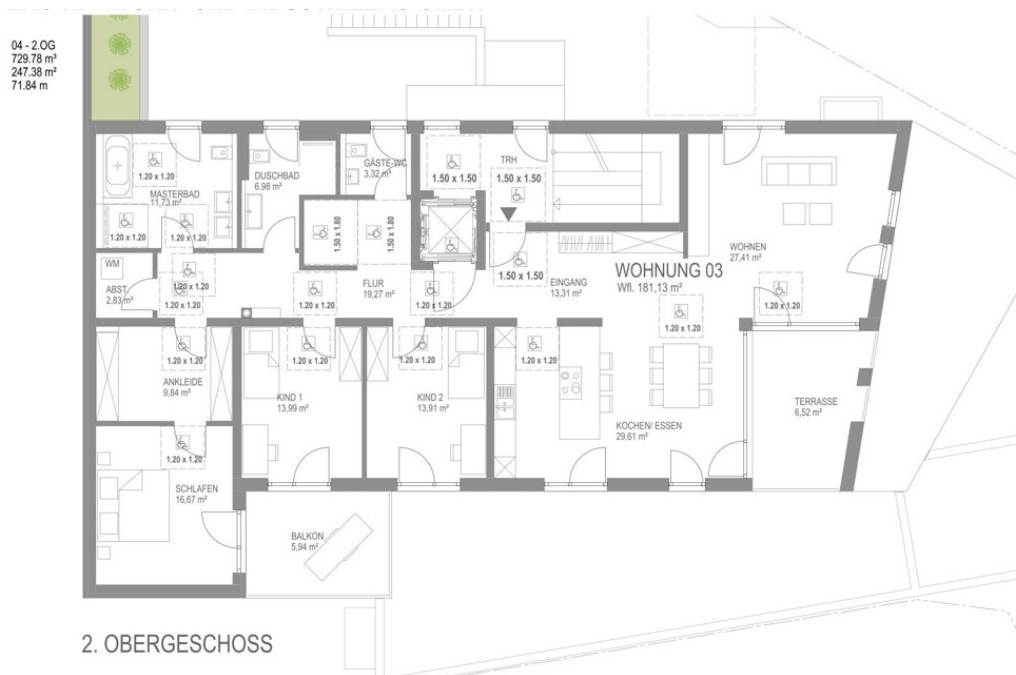 04 - 2.OG
729.78 m³
247.38 m²
71.84 m
MASTERBAD
11,73 m²
1.20 x 1.20
1.20 x 1.20
1.20 x 1.20
DUSCHBAD
6.98 m²
GÄSTE-WC
3,32 m²
1.50 x 1.80
1.50 x 1.80
1.50 x 1.50
TRH
1.50 x 1.50
WM
ABST.
2,83 m²
1.20 x 1.20
1.20 x 1.20
FLUR
19,27 m²
1.20 x 1.20
1.20 x 1.20
1.50 x 1.50
EINGANG
13,31 m²
WOHNUNG 03
Wfl. 181,13 m²
WOHNEN
27,41 m²
1.20 x 1.20
1.20 x 1.20
1.20 x 1.20
ANKLEIDE
9,84 m²
1.20 x 1.20
KIND 1
13,99 m²
1.20 x 1.20
KIND 2
13,91 m²
1.20 x 1.20
KOCHEN/ ESSEN
29,61 m²
TERRASSE
6,52 m²
1.20 x 1.20
SCHLAFEN
16,67 m²
BALKON
5,94 m²
2. OBERGESCHOSS